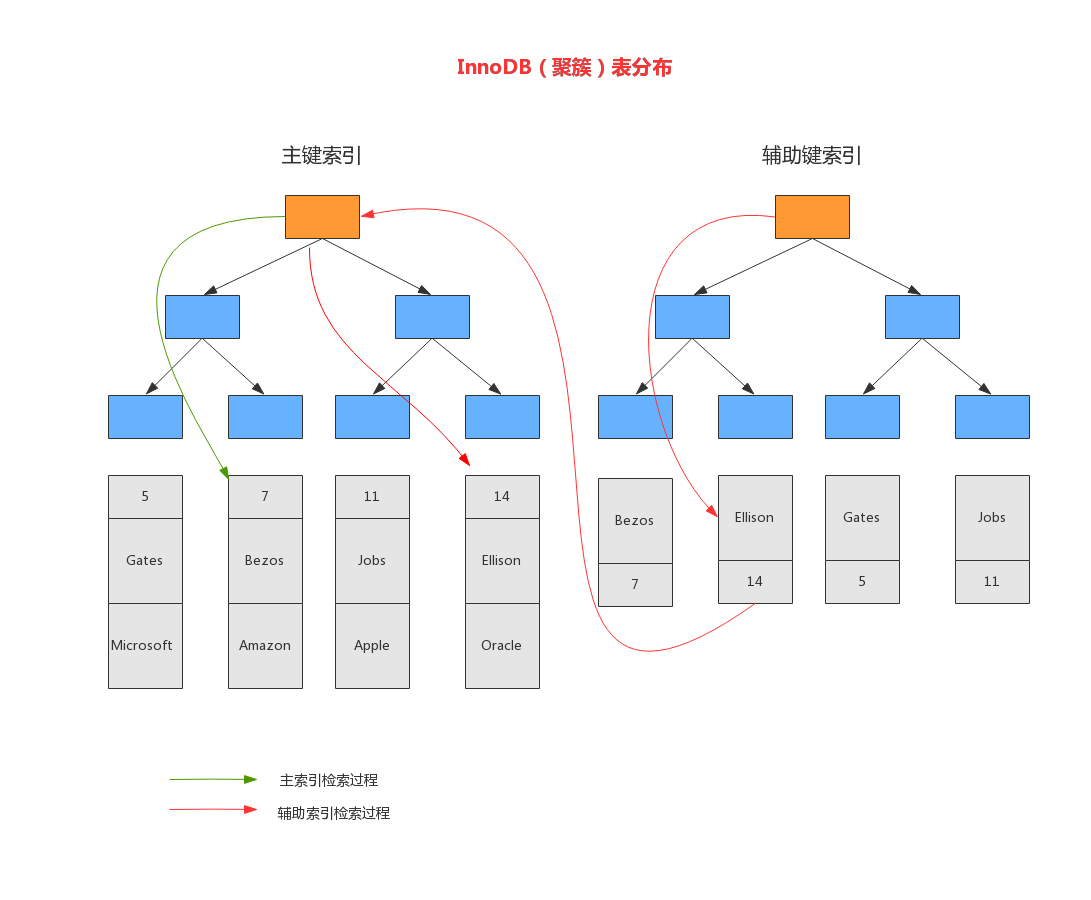 InnoDB（聚簇）表分布
主键索引
辅助键索引
5
Gates
Microsoft
7
Bezos
Amazon
11
Jobs
Apple
14
Ellison
Oracle
Bezos
7
Ellison
14
Gates
5
Jobs
11
主索引检索过程
辅助索引检索过程